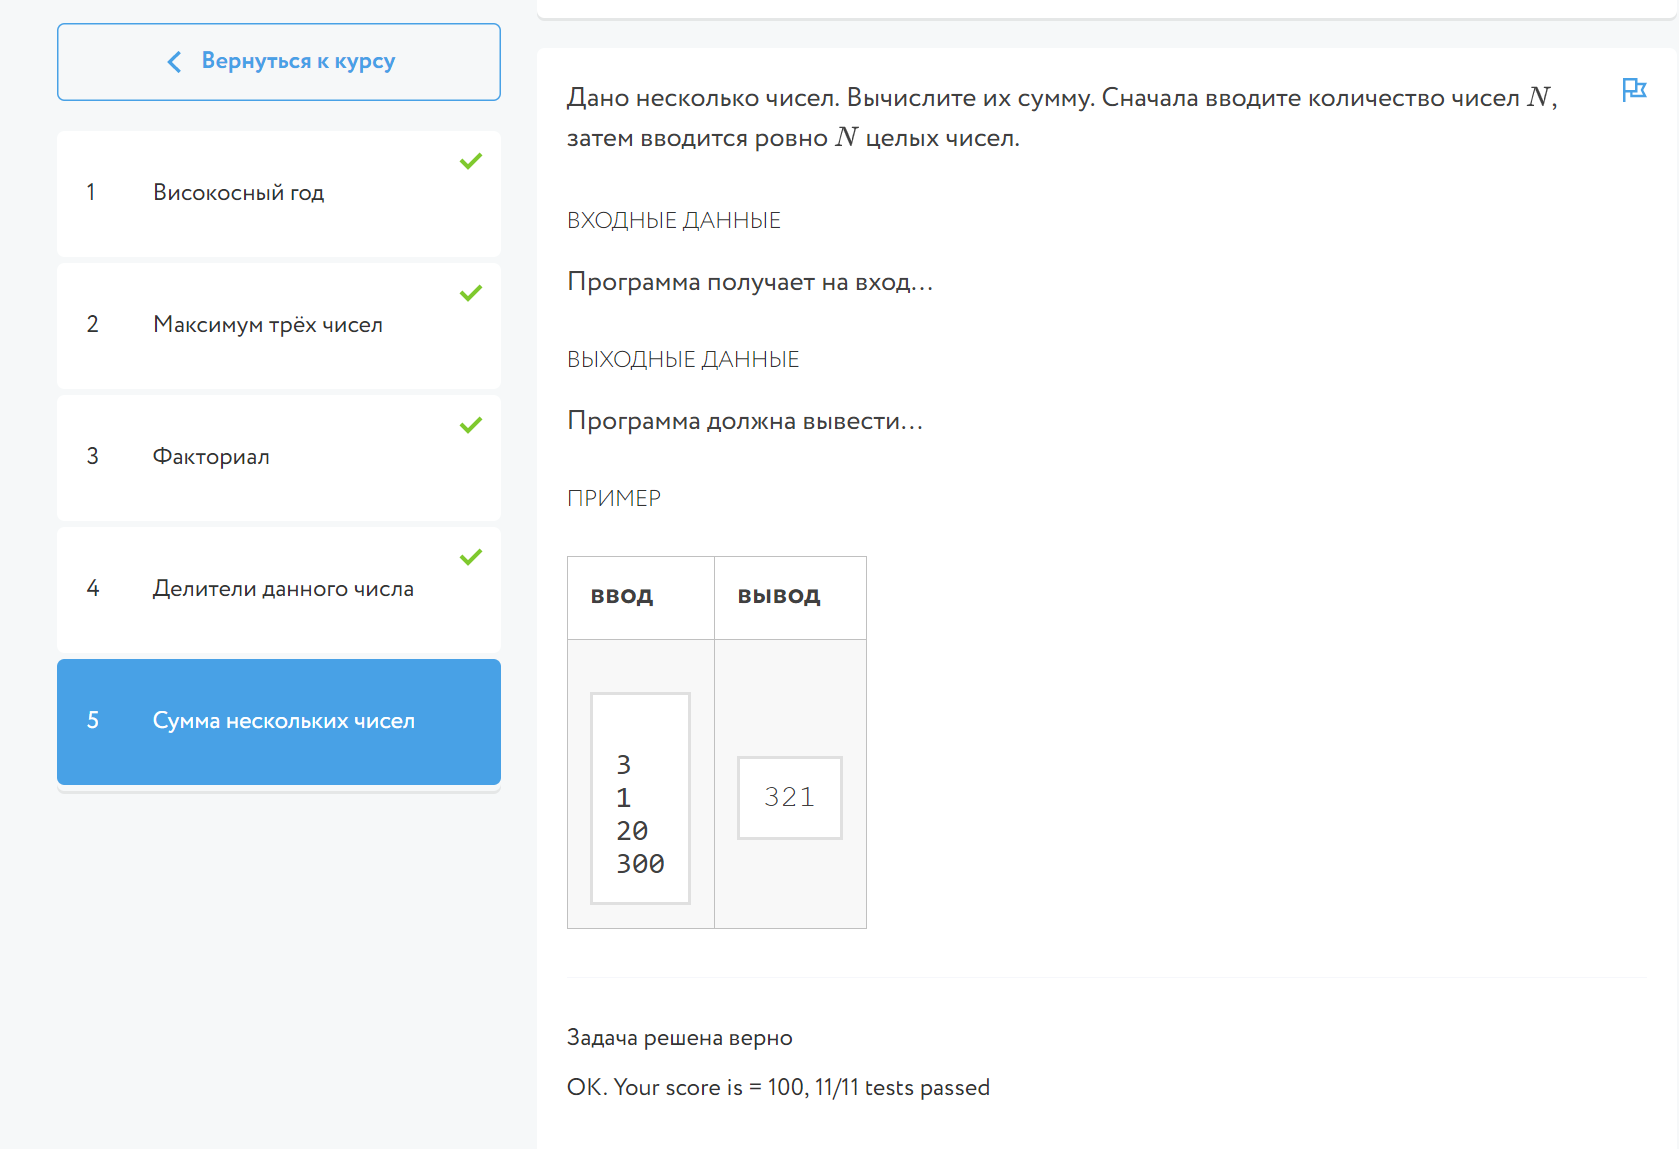 Вернуться к курсу
1 Високосный год
2 Максимум трёх чисел
3 Факториал
4 Делители данного числа
5 Сумма нескольких чисел
Дано несколько чисел. Вычислите их сумму. Сначала вводите количество чисел N,
затем вводится ровно N целых чисел.
ВХОДНЫЕ ДАННЫЕ
Программа получает на вход...
ВЫХОДНЫЕ ДАННЫЕ
Программа должна вывести...
ПРИМЕР
ВВОД ВЫВОД
3
1
20
300
321
Задача решена верно
OK. Your score is = 100, 11/11 tests passed